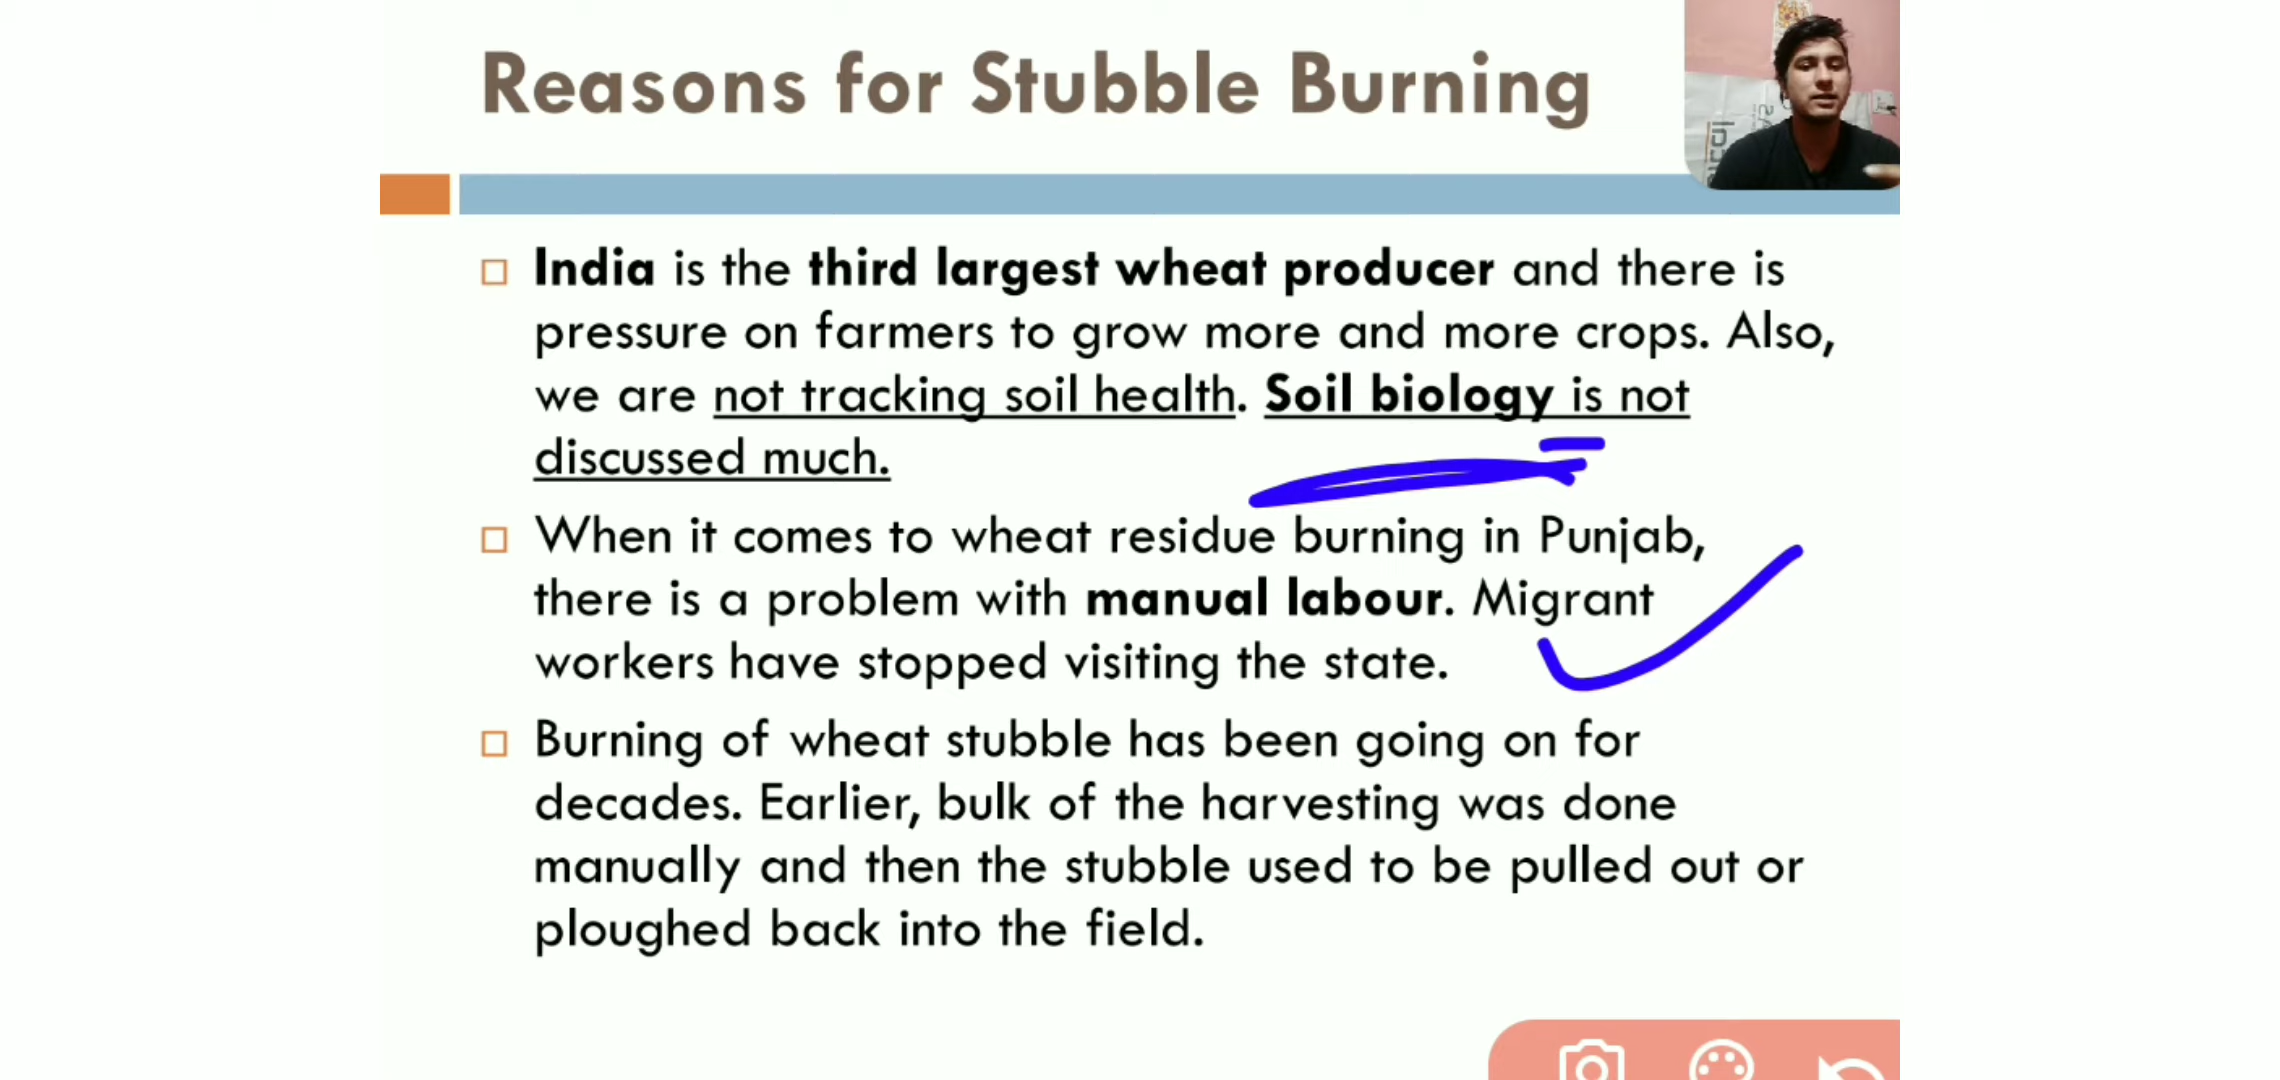 Reasons for Stubble Burning
India is the third largest wheat producer and there is
pressure on farmers to grow more and more crops. Also,
we are not tracking soil health. Soil biology is not
discussed much.
When it comes to wheat residue burning in Punjab,
there is a problem with manual labour. Migrant
workers have stopped visiting the state.
Burning of wheat stubble has been going on for
decades. Earlier, bulk of the harvesting was done
manually and then the stubble used to be pulled out or
ploughed back into the field.